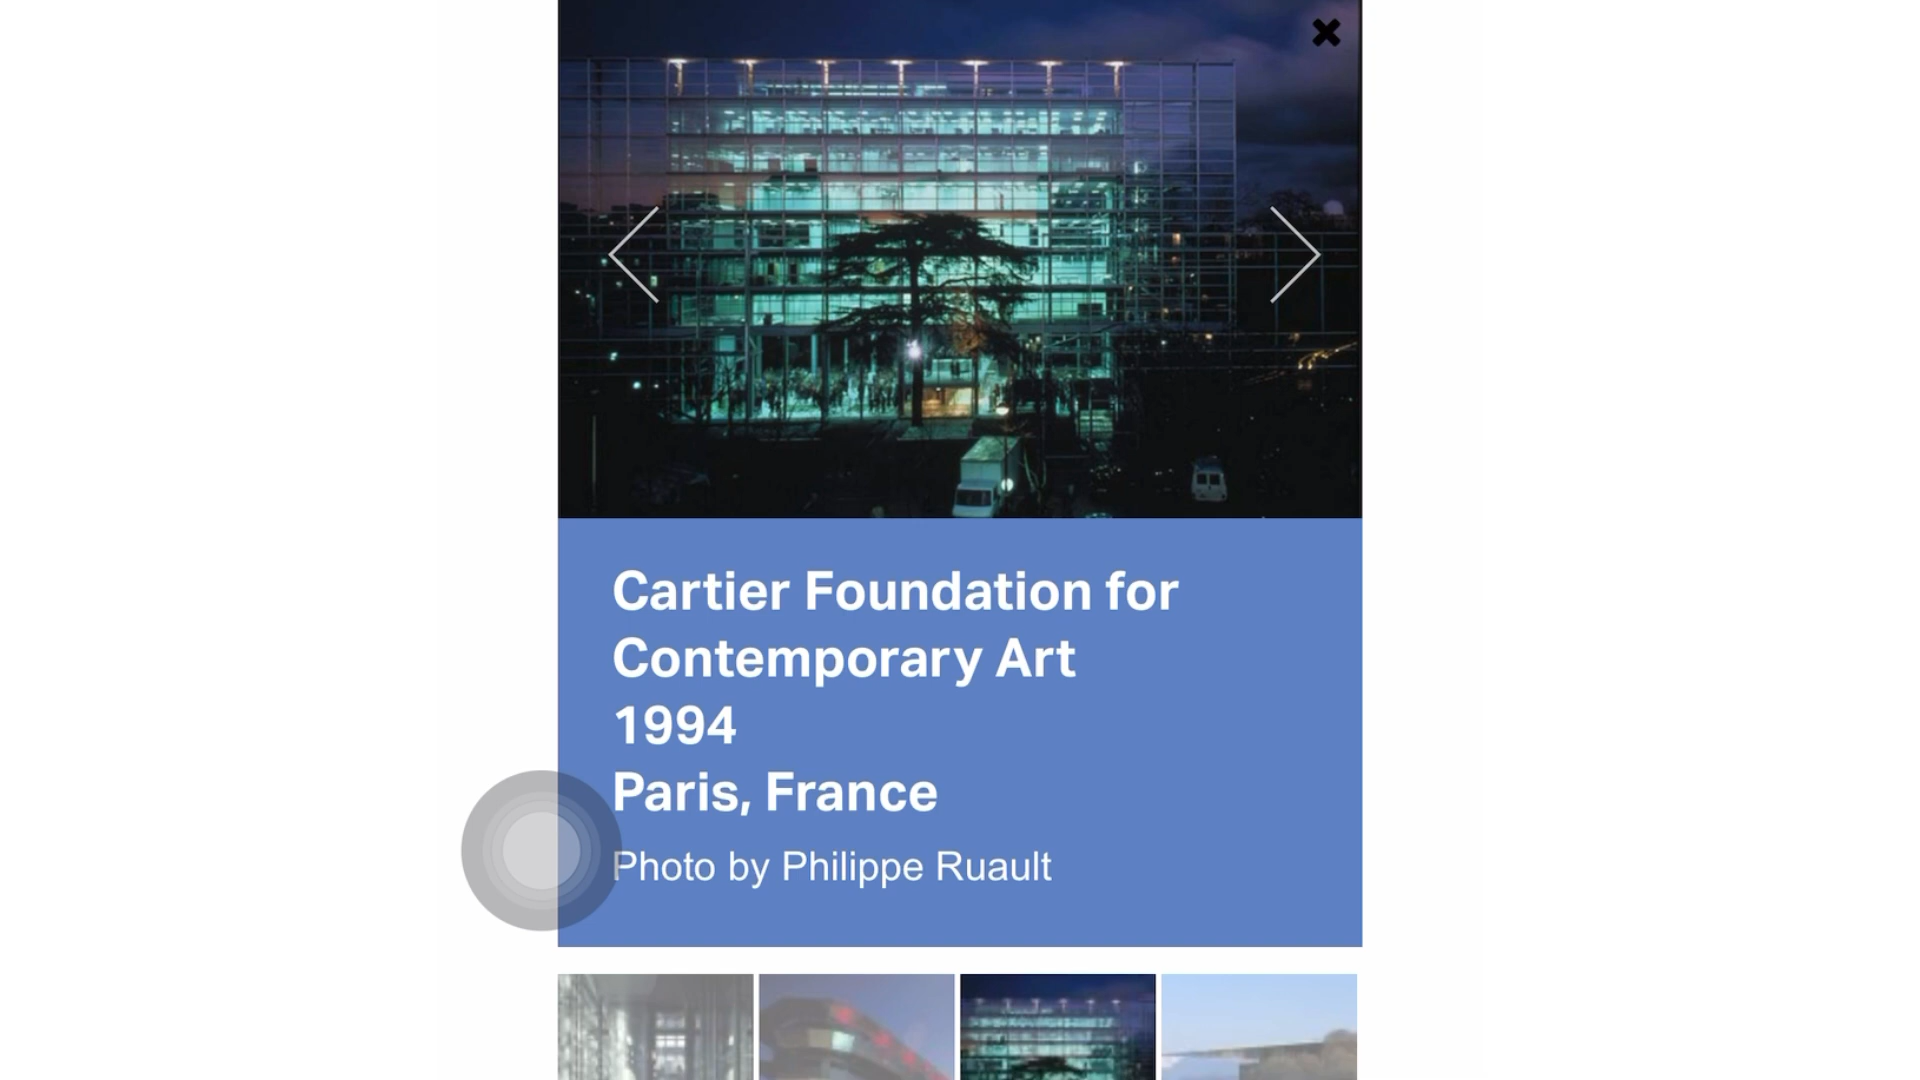 Cartier Foundation for
Contemporary Art
1994
Paris, France
Photo by Philippe Ruault